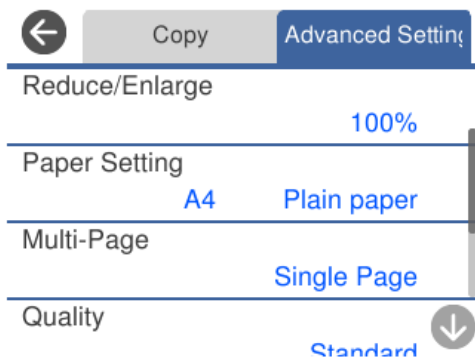 Copy Advanced Setting
Reduce/Enlarge
100%
Paper Setting
A4 Plain paper
Multi-Page
Single Page
Quality
Standard